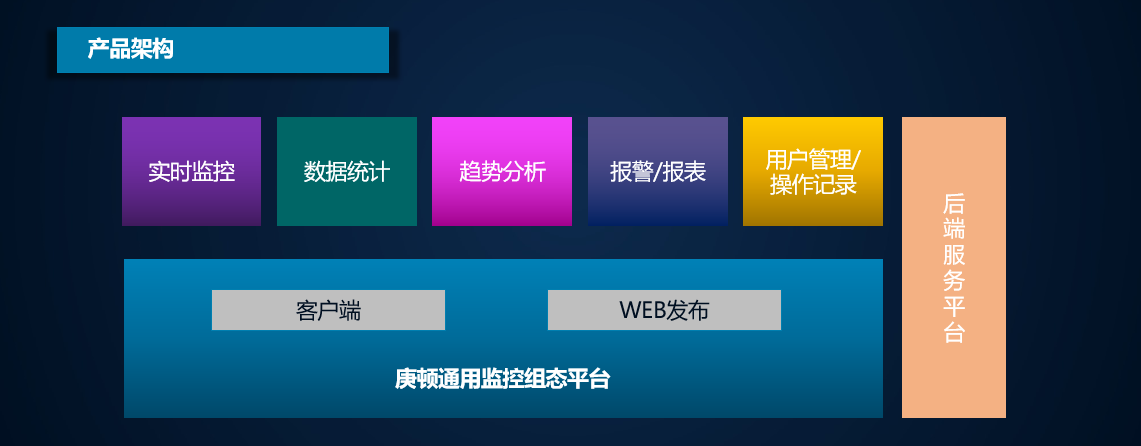 产品架构
实时监控
数据统计
趋势分析
报警/报表
用户管理/
操作记录
后端服务平台
客户端
WEB发布
庚顿通用监控组态平台